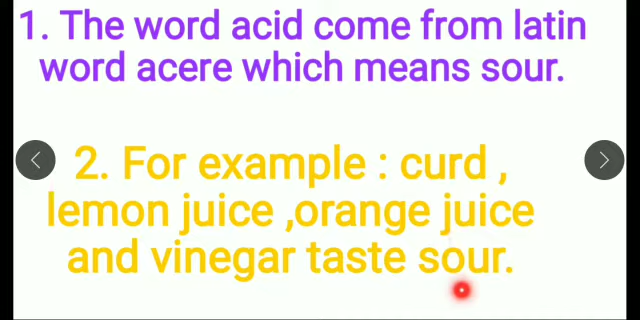 1. The word acid come from latin
word acere which means sour.
2. For example : curd ,
lemon juice ,orange juice
and vinegar taste sour.